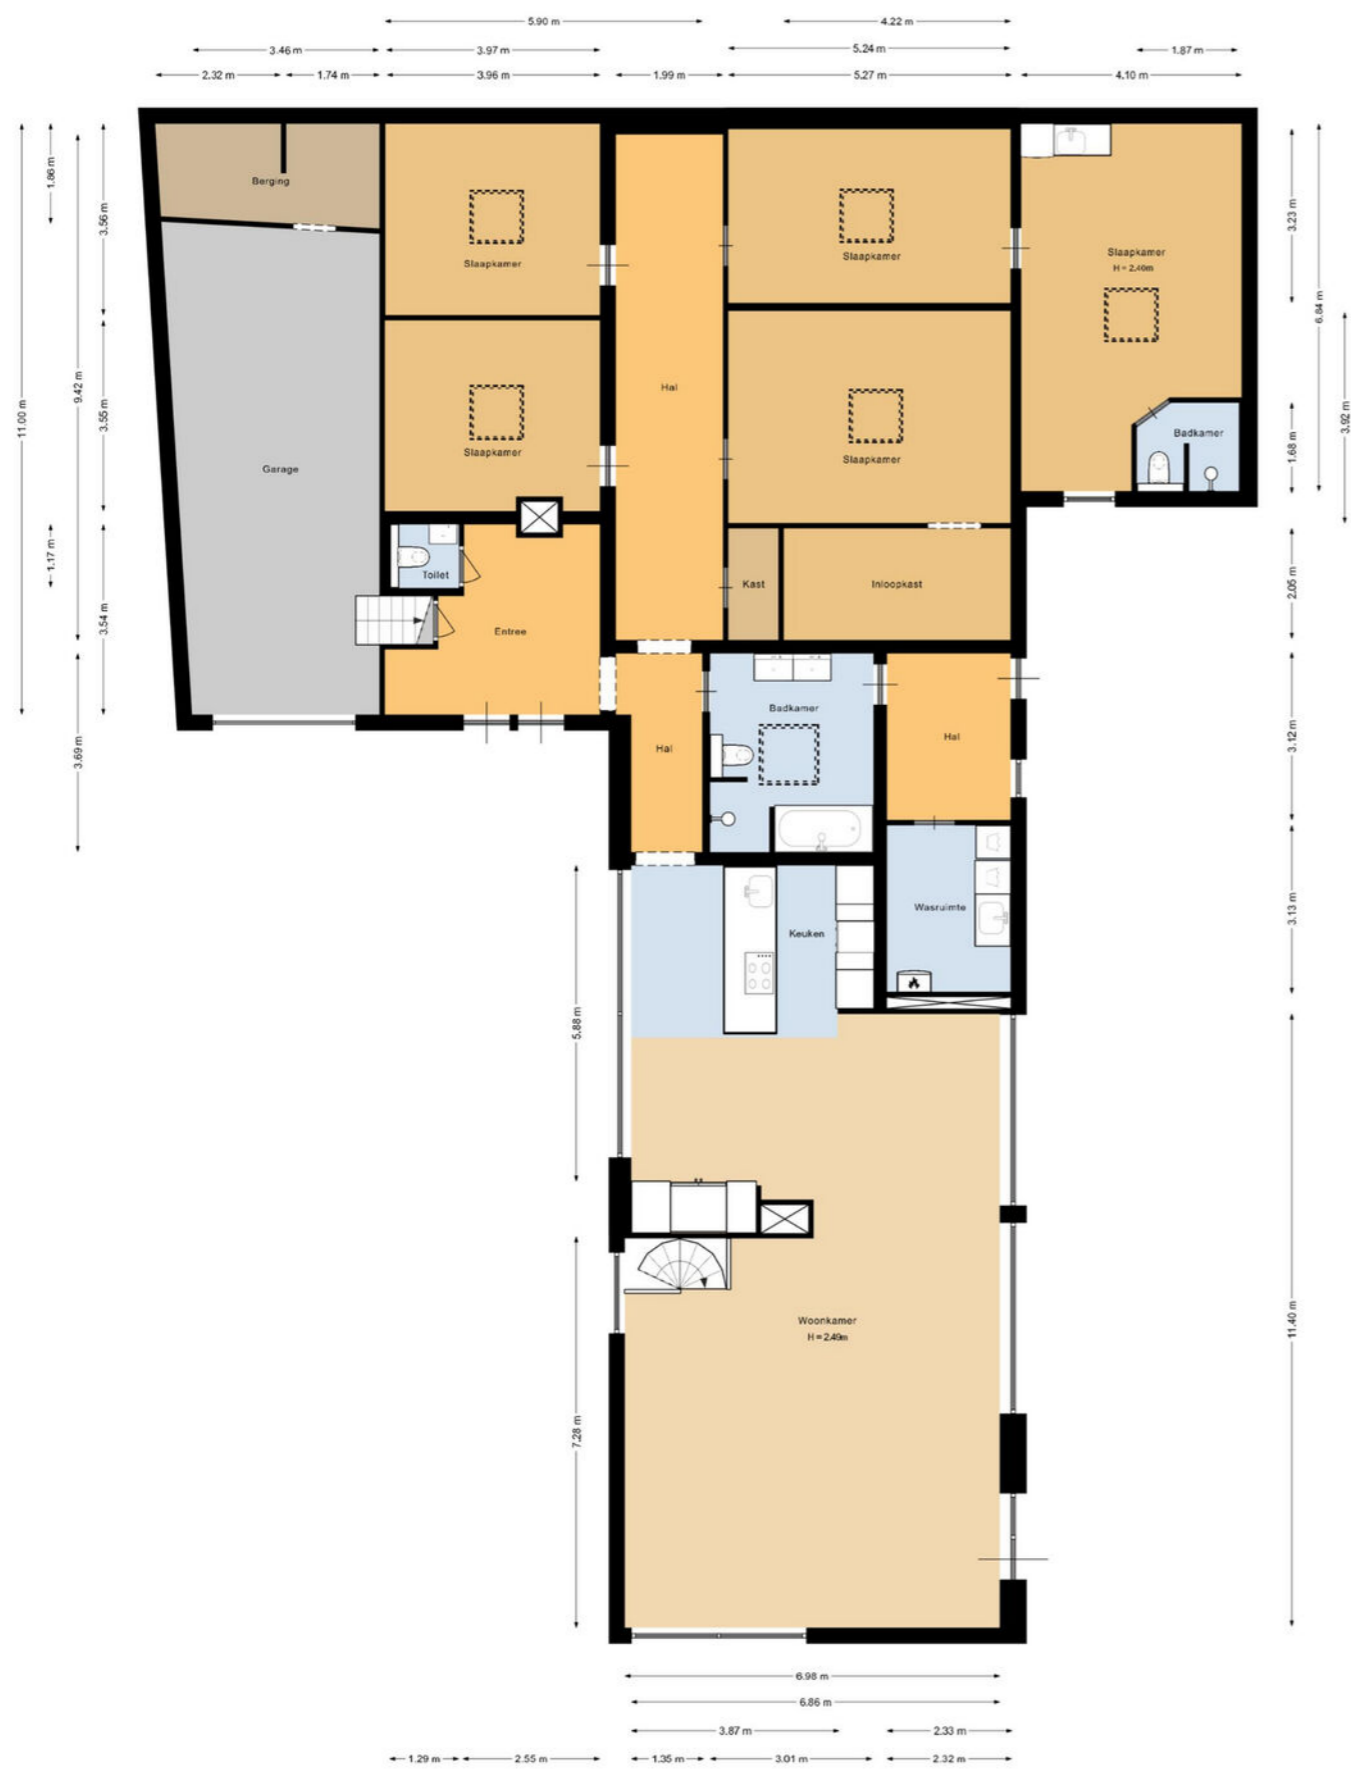 5.90 m
4.22 m
3.46 m
3.97 m
5.24 m
1.87 m
2.32 m
1.74 m
3.96 m
1.99 m
5.27 m
4.10 m
Berging
Slaapkamer
Slaapkamer
Slaapkamer
H = 2.40m
1.86 m
3.56 m
3.23 m
6.84 m
11.00 m
9.42 m
3.55 m
Hal
Garage
Slaapkamer
Slaapkamer
Badkamer
1.68 m
3.92 m
1.17 m
3.54 m
Toilet
Entree
Kast
Inloopkast
2.05 m
3.69 m
Hal
Badkamer
Hal
3.12 m
Keuken
Wasruimte
3.13 m
5.88 m
Woonkamer
H = 2.49m
11.40 m
7.28 m
6.98 m
6.86 m
3.87 m
2.33 m
1.29 m
2.55 m
1.35 m
3.01 m
2.32 m